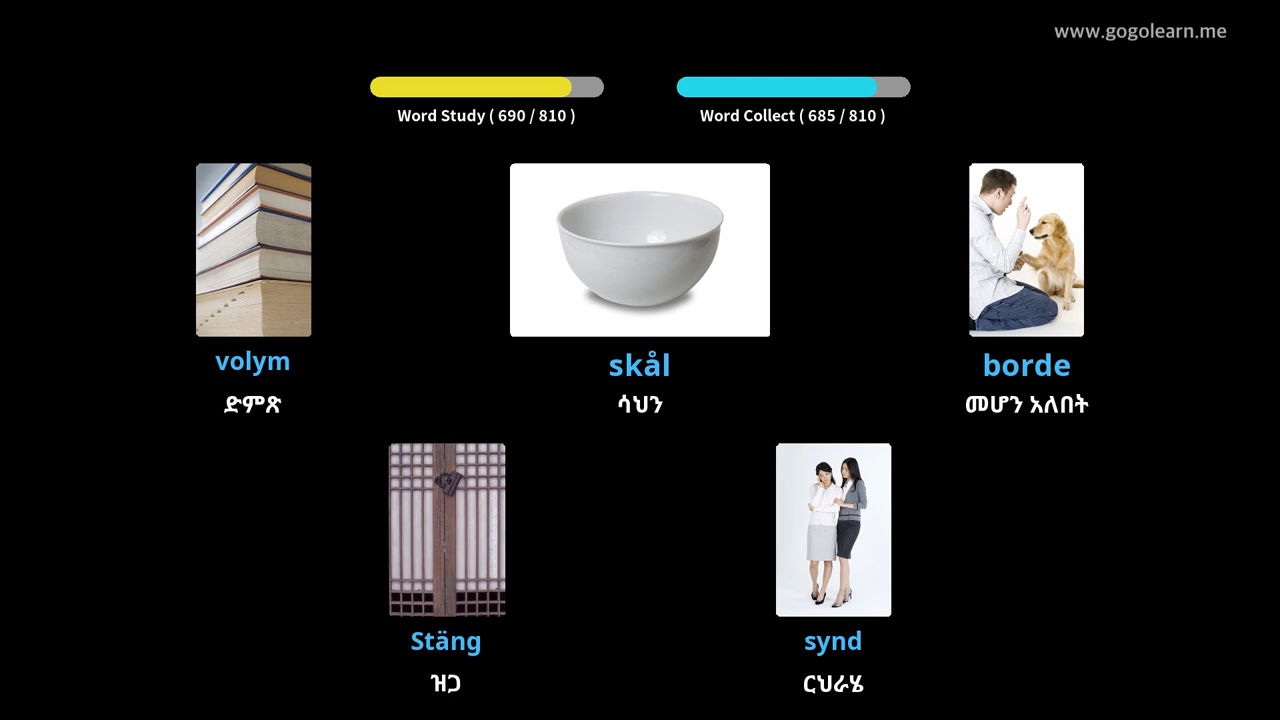 www.gogolearn.me
Word Study ( 690 / 810 )
Word Collect ( 685 / 810 )
volym
ድምጽ
skål
ሳህን
borde
መሆን አለበት
Stäng
ዝጋ
synd
ርህራሄ